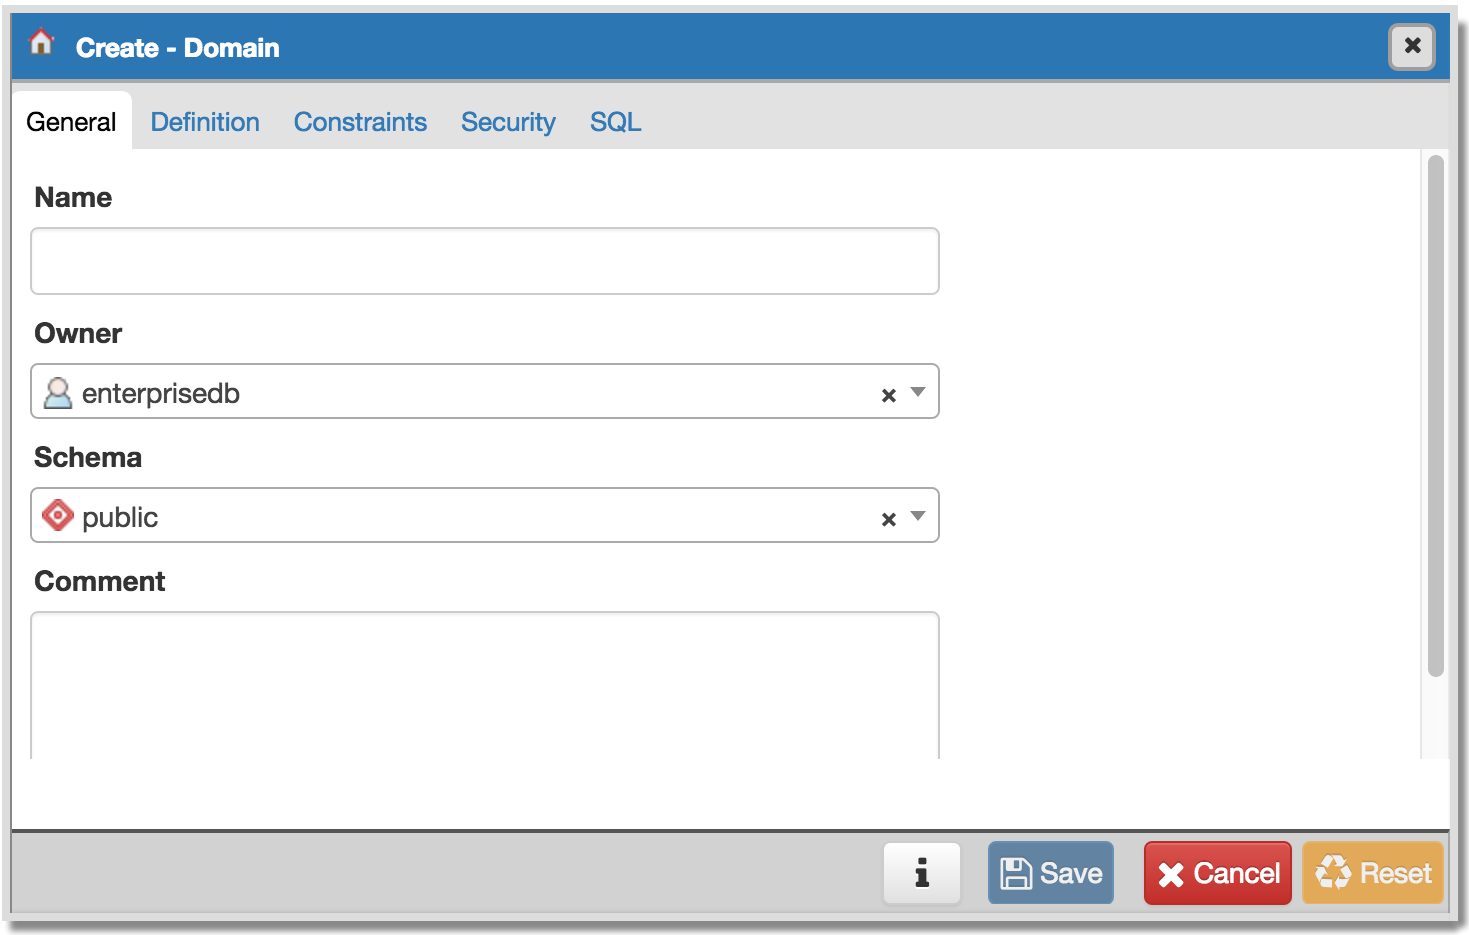 Create - Domain
General Definition Constraints Security SQL
Name
Owner
enterprisedb
Schema
public
Comment
Save Cancel Reset